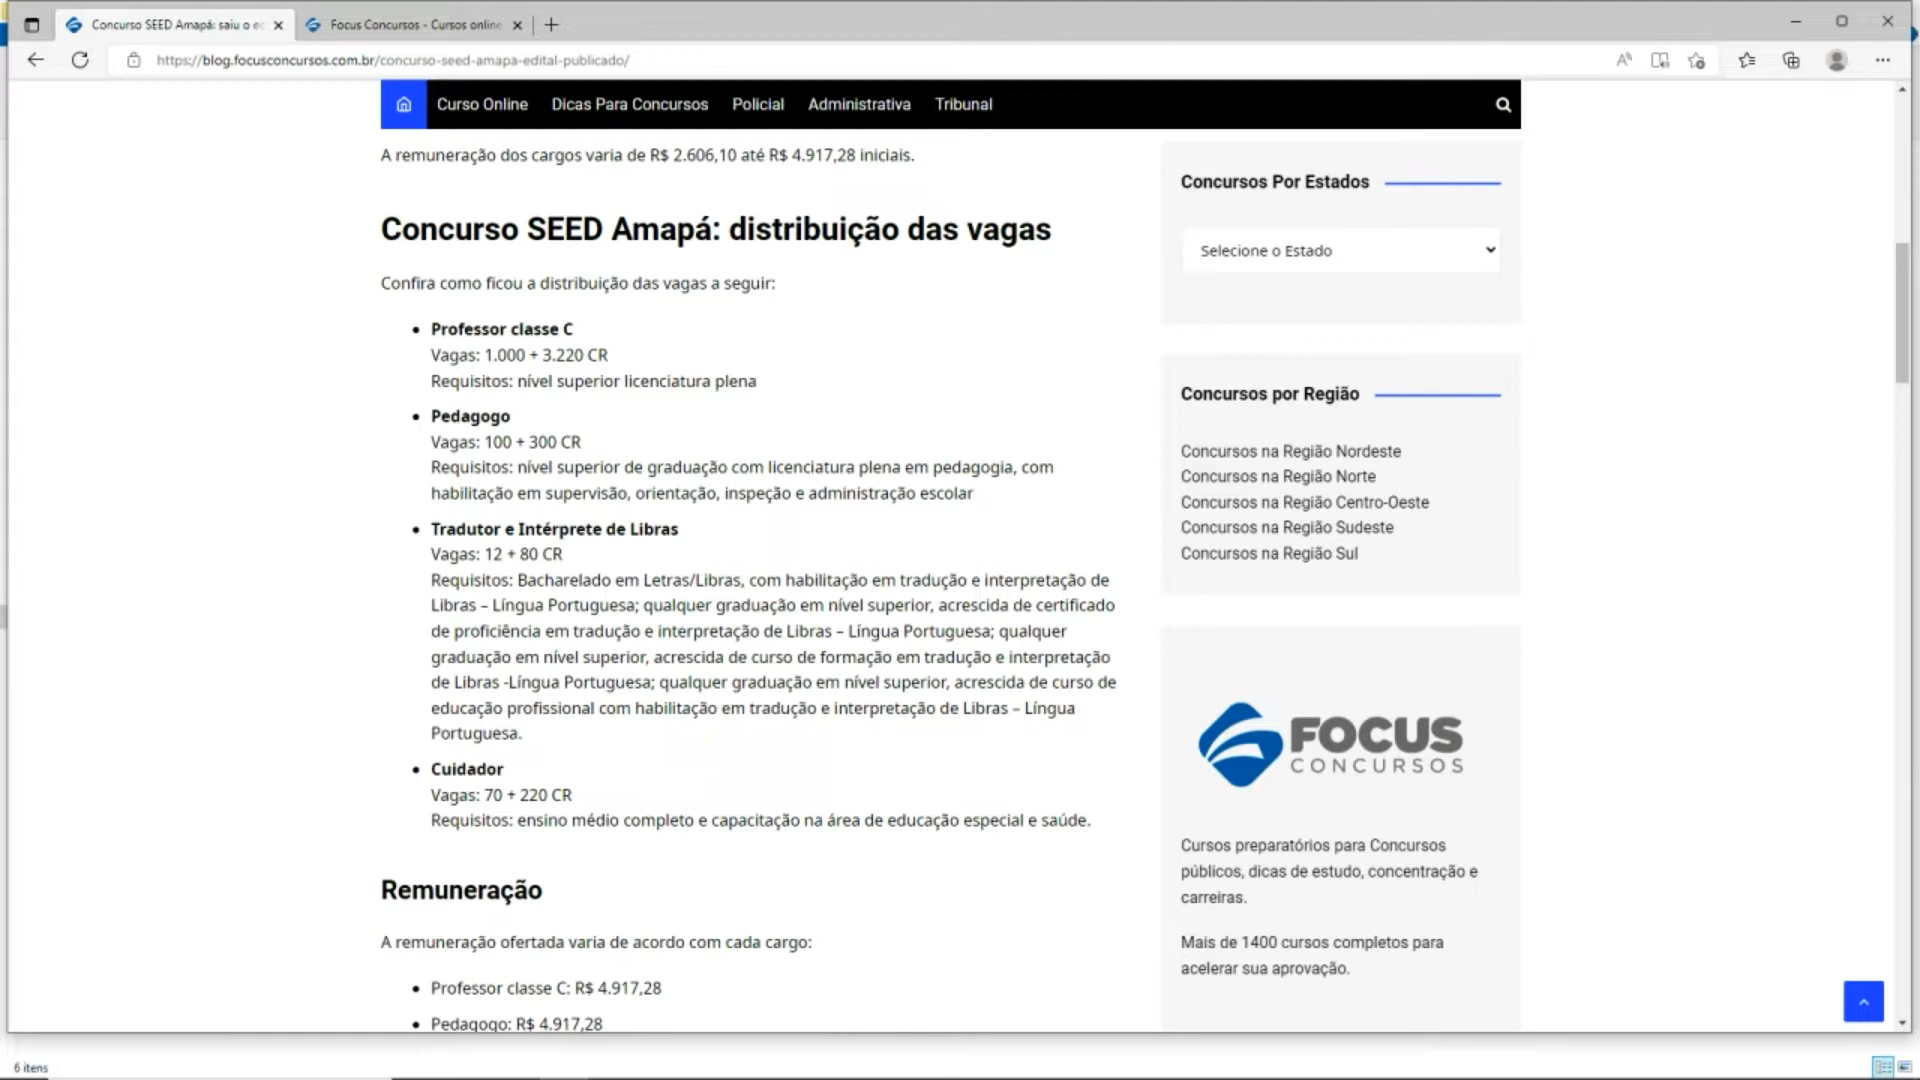 Concurso SEED Amapá: saiu o e
Focus Concursos - Cursos online
https://blog.focusconcursos.com.br/concurso-seed-amapa-edital-publicado/
Curso Online
Dicas Para Concursos
Policial
Administrativa
Tribunal
A remuneração dos cargos varia de R$ 2.606,10 até R$ 4.917,28 iniciais.
Concurso SEED Amapá: distribuição das vagas
Confira como ficou a distribuição das vagas a seguir:
• Professor classe C
Vagas: 1.000 + 3.220 CR
Requisitos: nível superior licenciatura plena
• Pedagogo
Vagas: 100 + 300 CR
Requisitos: nível superior de graduação com licenciatura plena em pedagogia, com
habilitação em supervisão, orientação, inspeção e administração escolar
• Tradutor e Intérprete de Libras
Vagas: 12 + 80 CR
Requisitos: Bacharelado em Letras/Libras, com habilitação em tradução e interpretação de
Libras – Língua Portuguesa; qualquer graduação em nível superior, acrescida de certificado
de proficiência em tradução e interpretação de Libras – Língua Portuguesa; qualquer
graduação em nível superior, acrescida de curso de formação em tradução e interpretação
de Libras -Língua Portuguesa; qualquer graduação em nível superior, acrescida de curso de
educação profissional com habilitação em tradução e interpretação de Libras – Língua
Portuguesa.
• Cuidador
Vagas: 70 + 220 CR
Requisitos: ensino médio completo e capacitação na área de educação especial e saúde.
Remuneração
A remuneração ofertada varia de acordo com cada cargo:
• Professor classe C: R$ 4.917,28
• Pedagogo: R$ 4.917,28
Concursos Por Estados
Selecione o Estado
Concursos por Região
Concursos na Região Nordeste
Concursos na Região Norte
Concursos na Região Centro-Oeste
Concursos na Região Sudeste
Concursos na Região Sul
FOCUS
CONCURSOS
Cursos preparatórios para Concursos
públicos, dicas de estudo, concentração e
carreiras.
Mais de 1400 cursos completos para
acelerar sua aprovação.
6 itens